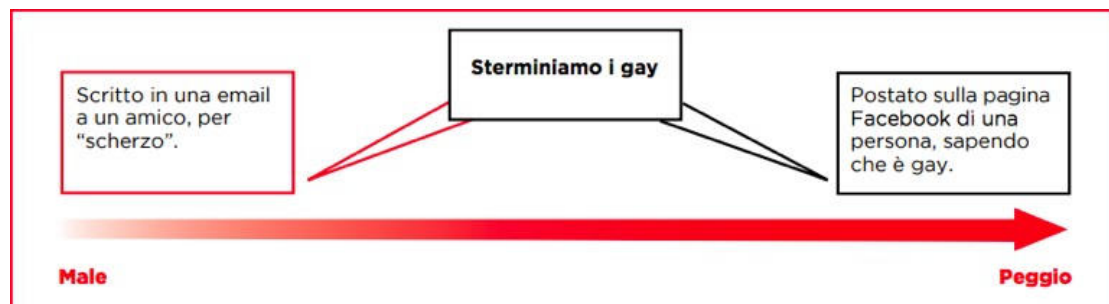 Sterminiamo i gay
Scritto in una email
a un amico, per
“scherzo”.
Postato sulla pagina
Facebook di una
persona, sapendo
che è gay.
Male
Peggio